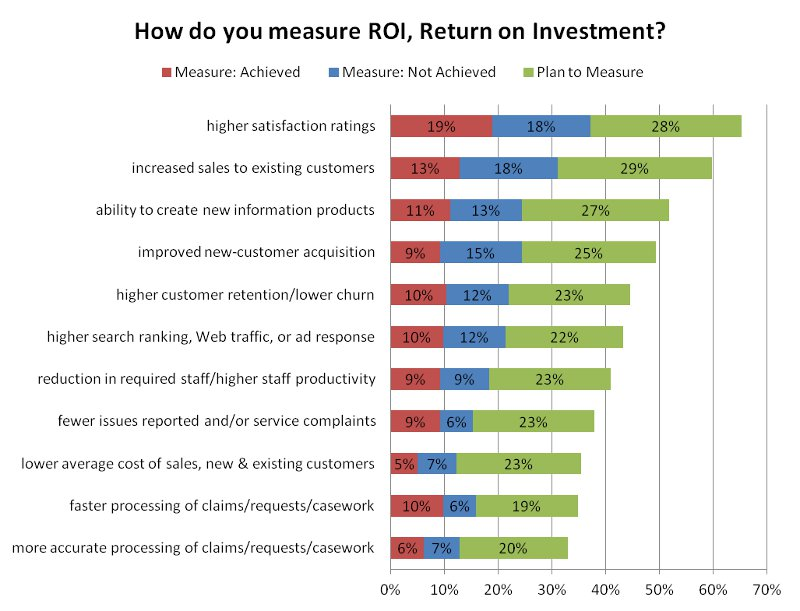 How do you measure ROI, Return on Investment?
Measure: Achieved Measure: Not Achieved Plan to Measure
higher satisfaction ratings 19% 18% 28%
increased sales to existing customers 13% 18% 29%
ability to create new information products 11% 13% 27%
improved new-customer acquisition 9% 15% 25%
higher customer retention/lower churn 10% 12% 23%
higher search ranking, Web traffic, or ad response 10% 12% 22%
reduction in required staff/higher staff productivity 9% 9% 23%
fewer issues reported and/or service complaints 9% 6% 23%
lower average cost of sales, new & existing customers 5% 7% 23%
faster processing of claims/requests/casework 10% 6% 19%
more accurate processing of claims/requests/casework 6% 7% 20%
0% 10% 20% 30% 40% 50% 60% 70%